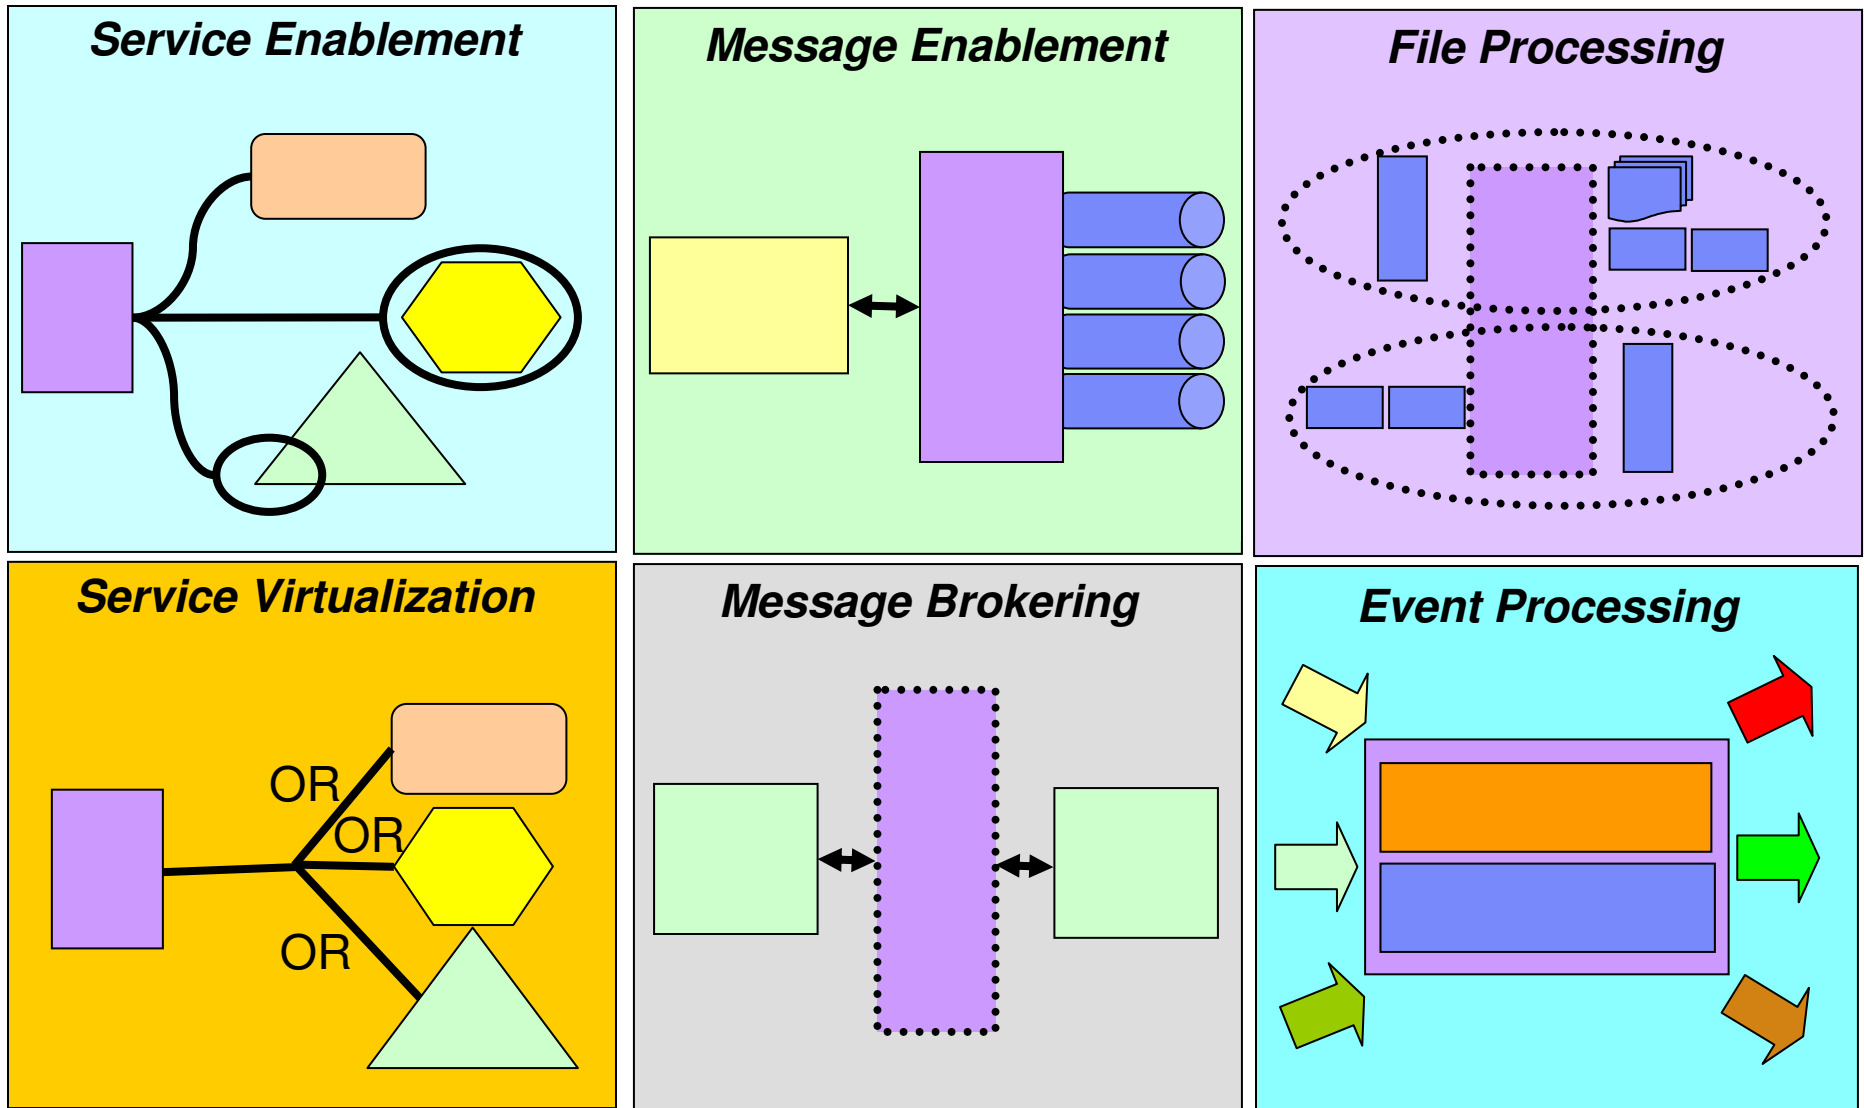 Service Enablement
Message Enablement
File Processing
Service Virtualization
OR
OR
OR
Message Brokering
Event Processing